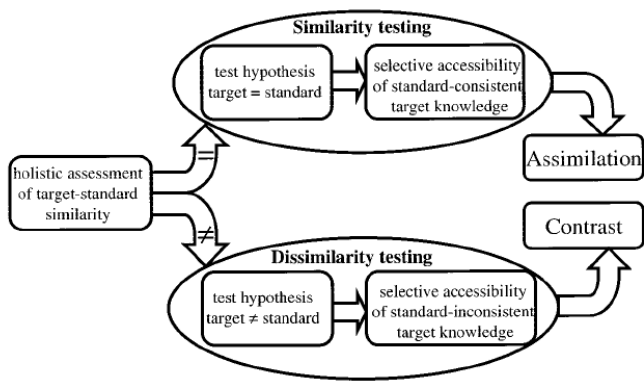 Similarity testing
test hypothesis
target = standard
selective accessibility
of standard-consistent
target knowledge
Assimilation
=
holistic assessment
of target-standard
similarity
≠
Contrast
Dissimilarity testing
test hypothesis
target ≠ standard
selective accessibility
of standard-inconsistent
target knowledge